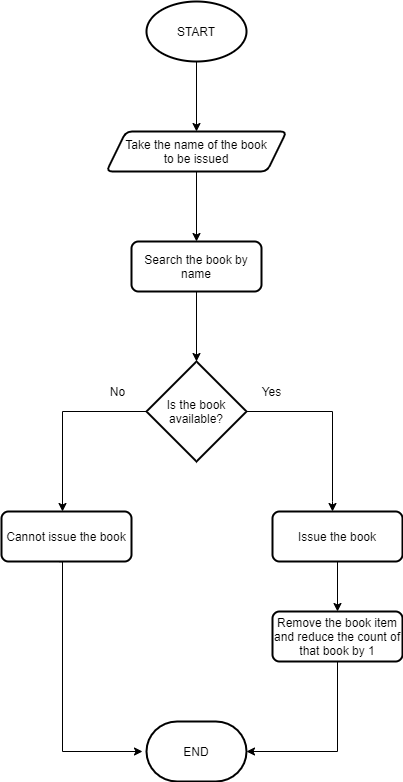 START
Take the name of the book
to be issued
Search the book by
name
No
Yes
Is the book
available?
Cannot issue the book
Issue the book
Remove the book item
and reduce the count of
that book by 1
END